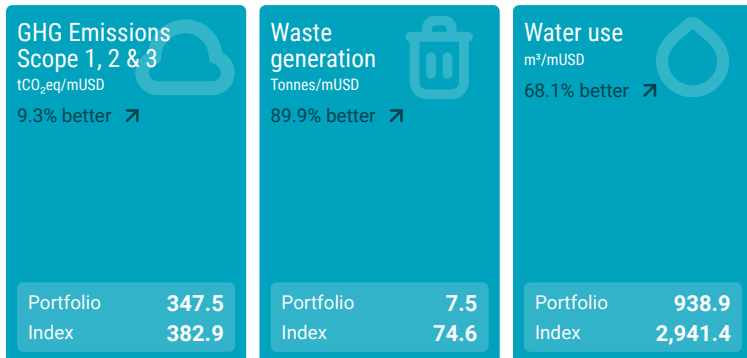 GHG Emissions
Scope 1, 2 & 3
tCO₂eq/mUSD
9.3% better
Portfolio 347.5
Index 382.9
Waste
generation
Tonnes/mUSD
89.9% better
Portfolio 7.5
Index 74.6
Water use
m³/mUSD
68.1% better
Portfolio 938.9
Index 2,941.4